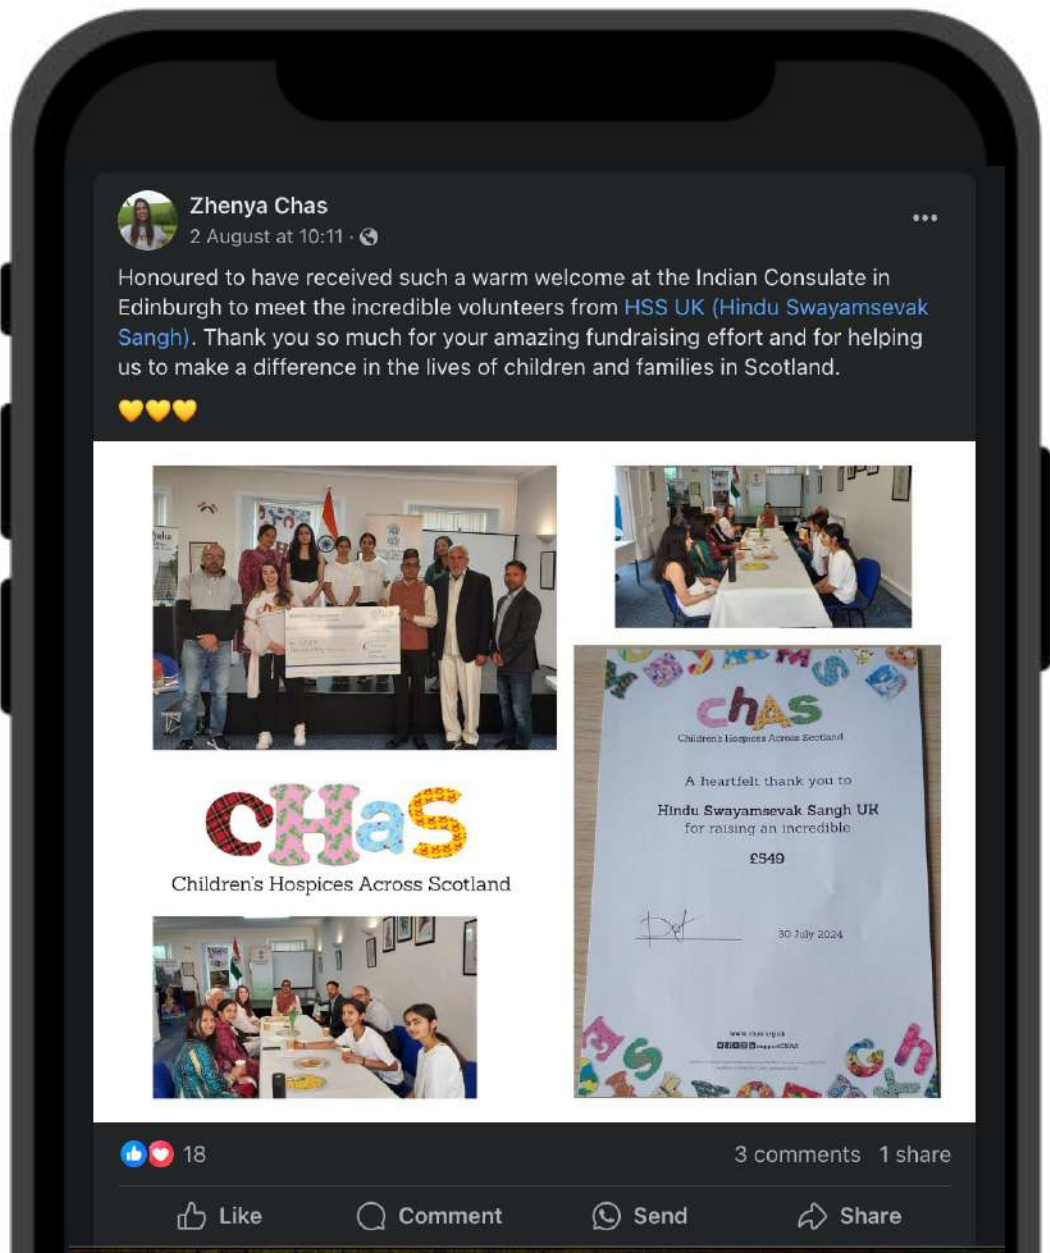 Zhenya Chas
2 August at 10:11
Honoured to have received such a warm welcome at the Indian Consulate in
Edinburgh to meet the incredible volunteers from HSS UK (Hindu Swayamsevak
Sangh). Thank you so much for your amazing fundraising effort and for helping
us to make a difference in the lives of children and families in Scotland.
CHaS
Children's Hospices Across Scotland
chAS
Children's Hospices Across Scotland
A heartfelt thank you to
Hindu Swayamsevak Sangh UK
for raising an incredible
£549
30 July 2024
18
3 comments 1 share
Like Comment Send Share